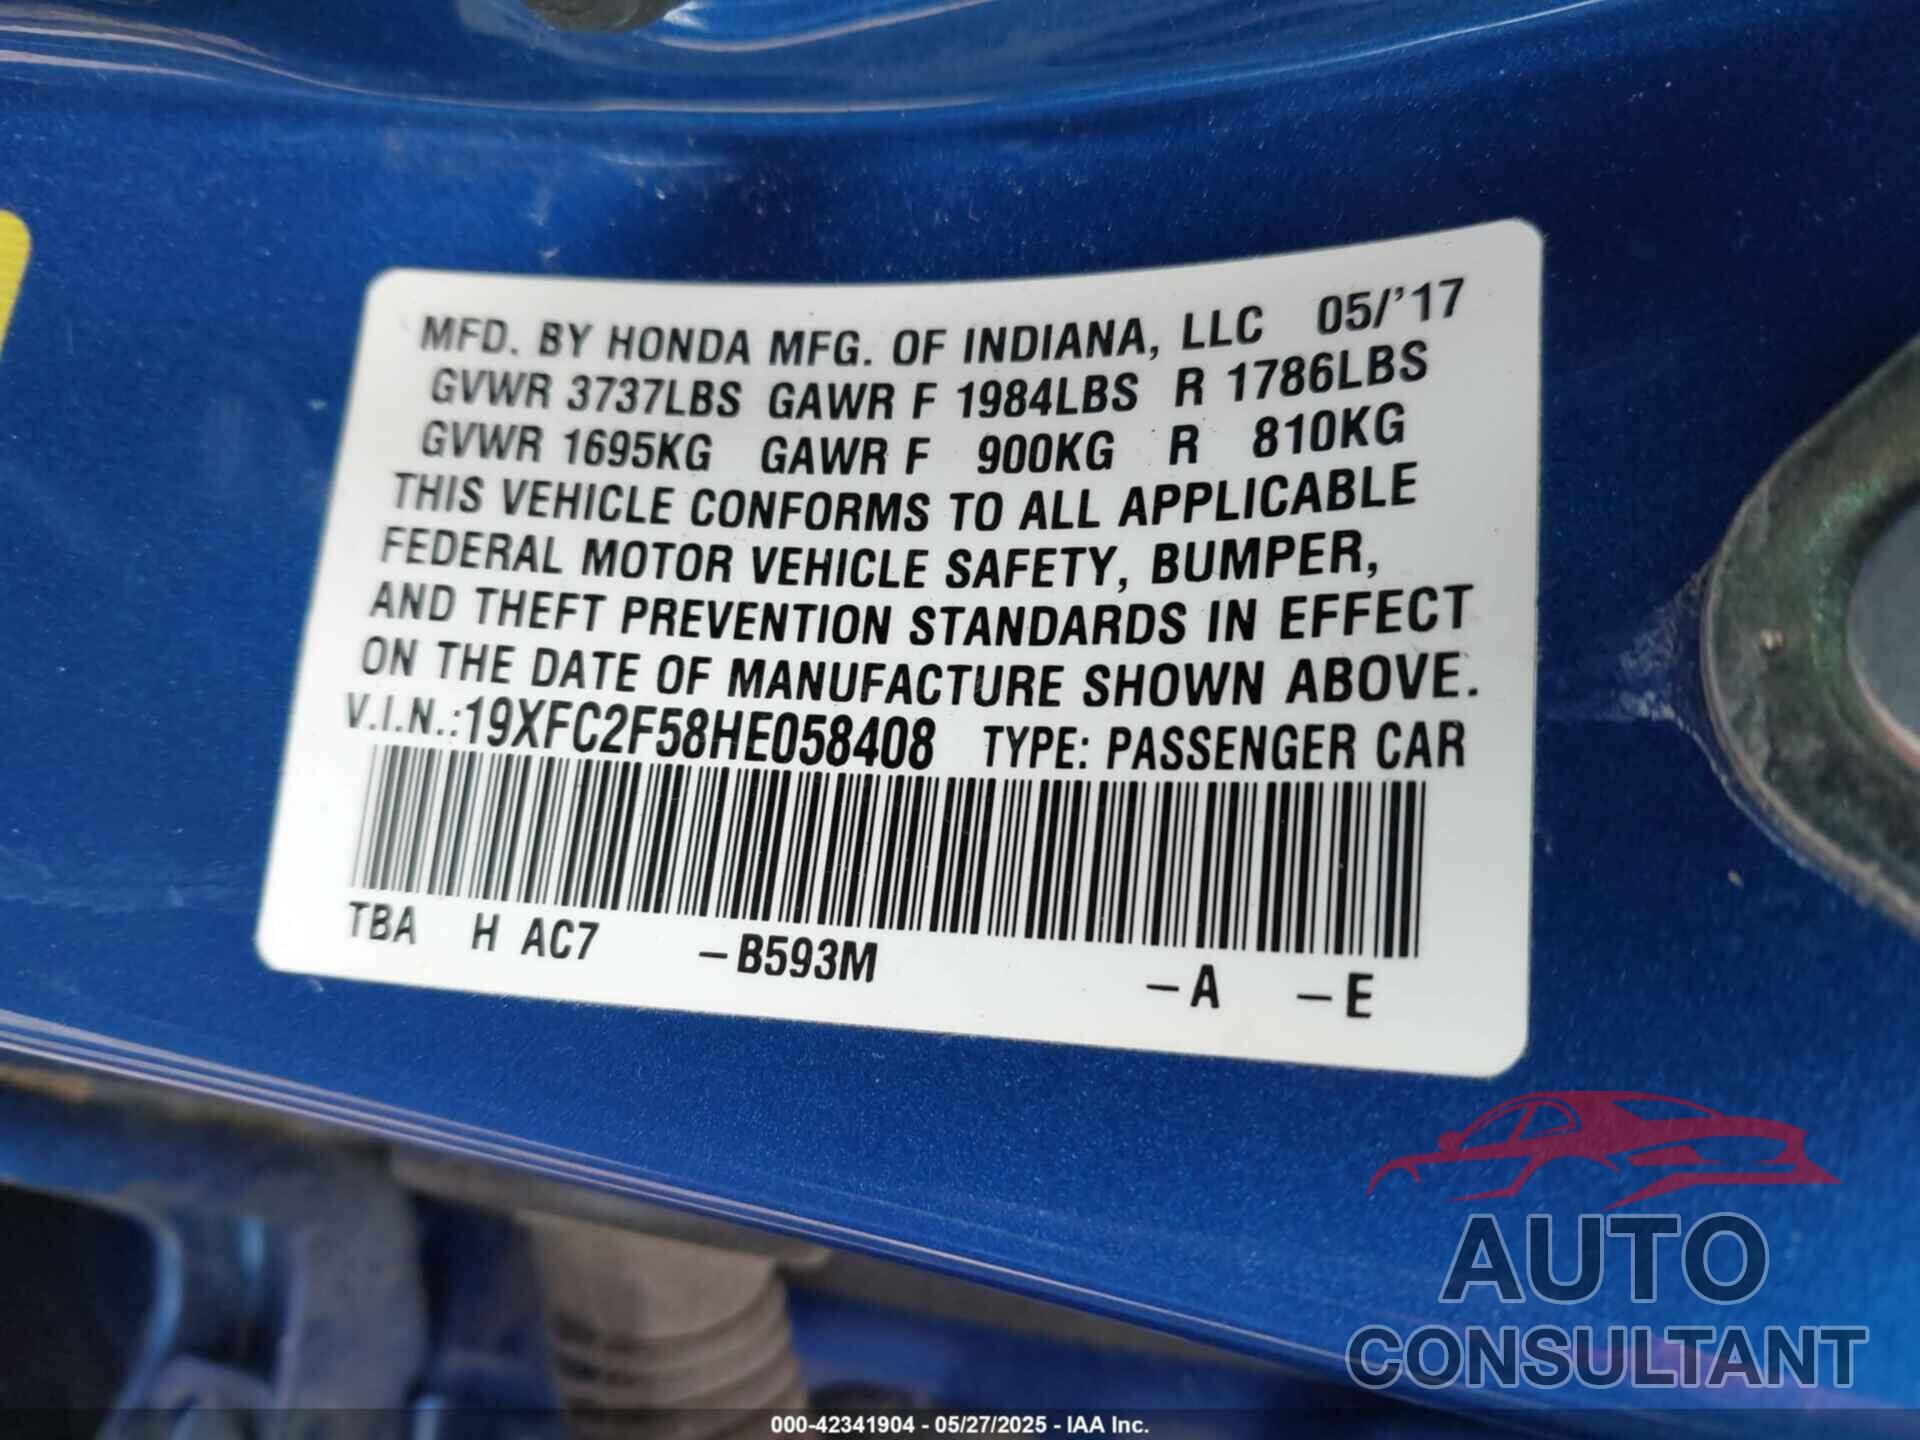 MFD. BY HONDA MFG. OF INDIANA, LLC 05/'17
GVWR 3737LBS GAWR F 1984LBS R 1786LBS
GVWR 1695KG GAWR F 900KG R 810KG
THIS VEHICLE CONFORMS TO ALL APPLICABLE
FEDERAL MOTOR VEHICLE SAFETY, BUMPER,
AND THEFT PREVENTION STANDARDS IN EFFECT
ON THE DATE OF MANUFACTURE SHOWN ABOVE.
V.I.N.:19XFC2F58HE058408 TYPE: PASSENGER CAR
TBA H AC7 –B593M –A –E
AUTO
CONSULTANT
000-42341904 - 05/27/2025 - IAA Inc.